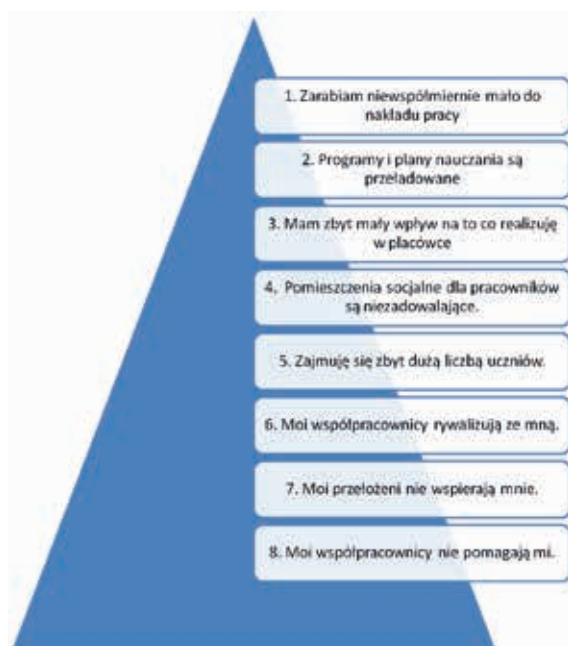 1. Zarabiam niewspółmiernie mało do
nakładu pracy
2. Programy i plany nauczania są
przeładowane
3. Mam zbyt mały wpływ na to co realizuję
w placówce
4. Pomieszczenia socjalne dla pracowników
są niezadowalające.
5. Zajmuję się zbyt dużą liczbą uczniów.
6. Moi współpracownicy rywalizują ze mną.
7. Moi przełożeni nie wspierają mnie.
8. Moi współpracownicy nie pomagają mi.